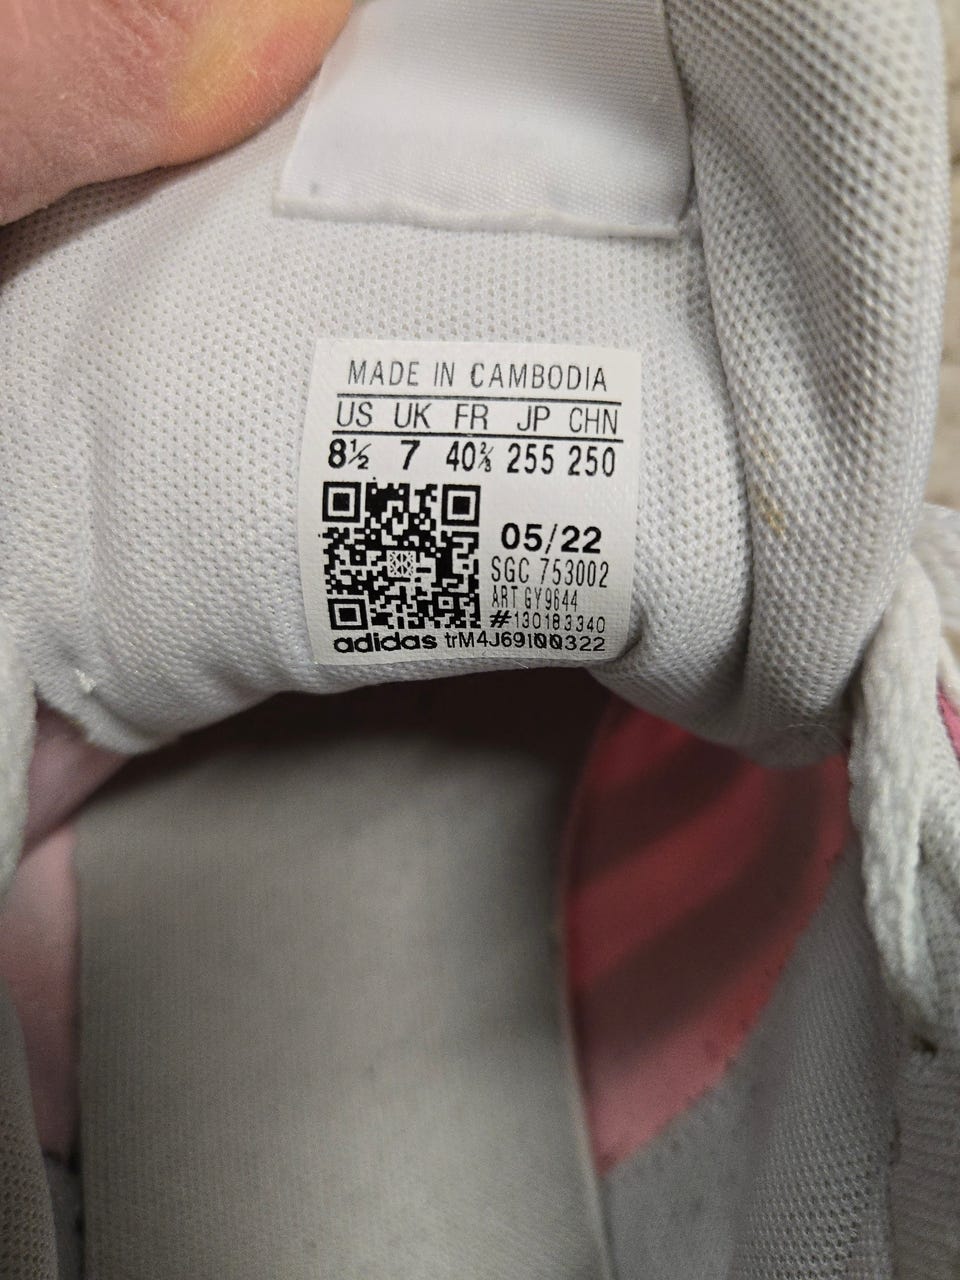 MADE IN CAMBODIA
US UK FR JP CHN
8½ 7 40⅔ 255 250
05/22
SGC 753002
ART GY9644
#130183340
adidas trM4J69IQQ322